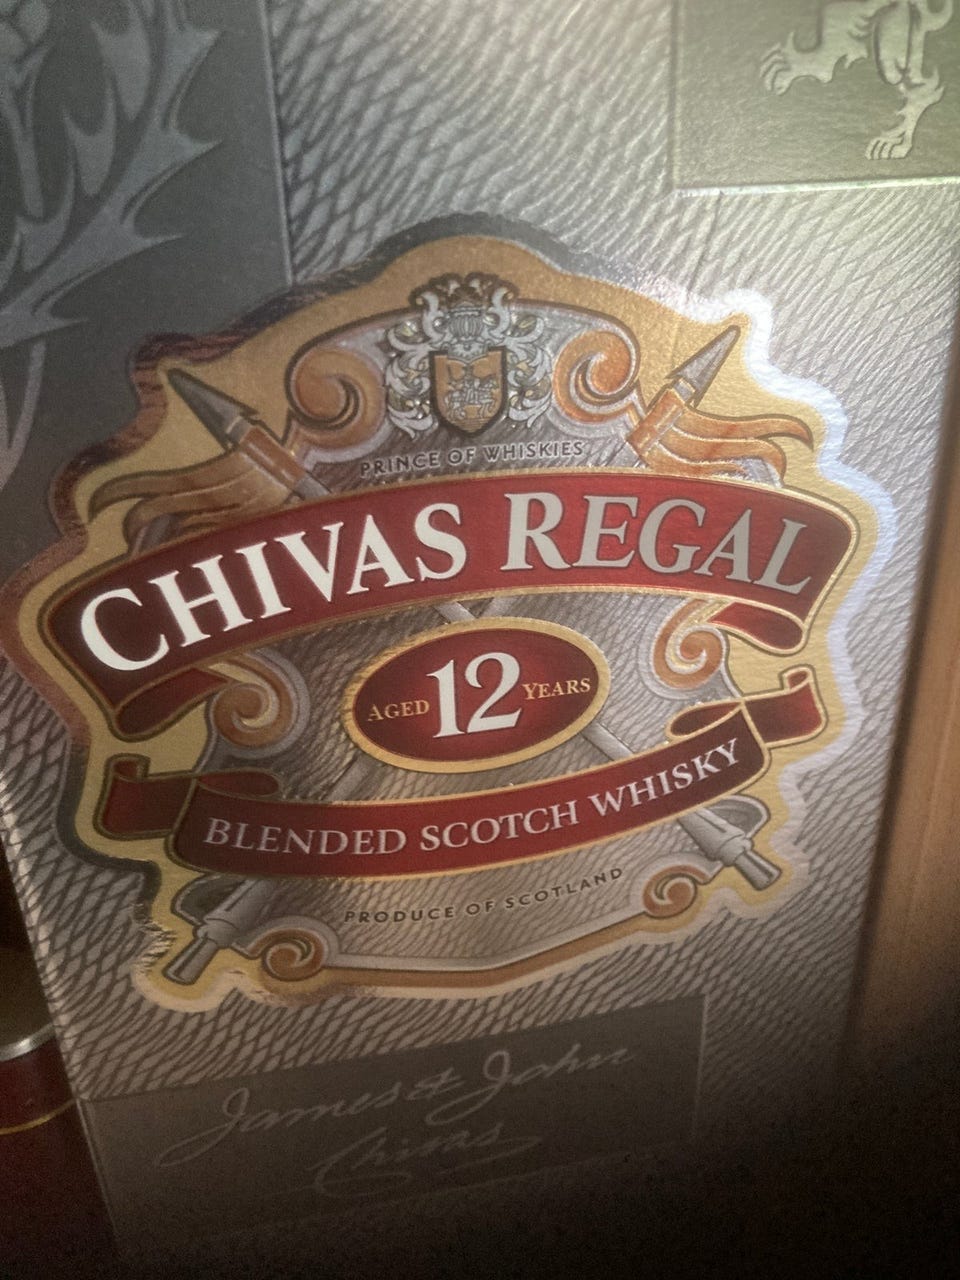 PRINCE OF WHISKIES
CHIVAS REGAL
AGED 12 YEARS
BLENDED SCOTCH WHISKY
PRODUCE OF SCOTLAND
James & John
Chivas